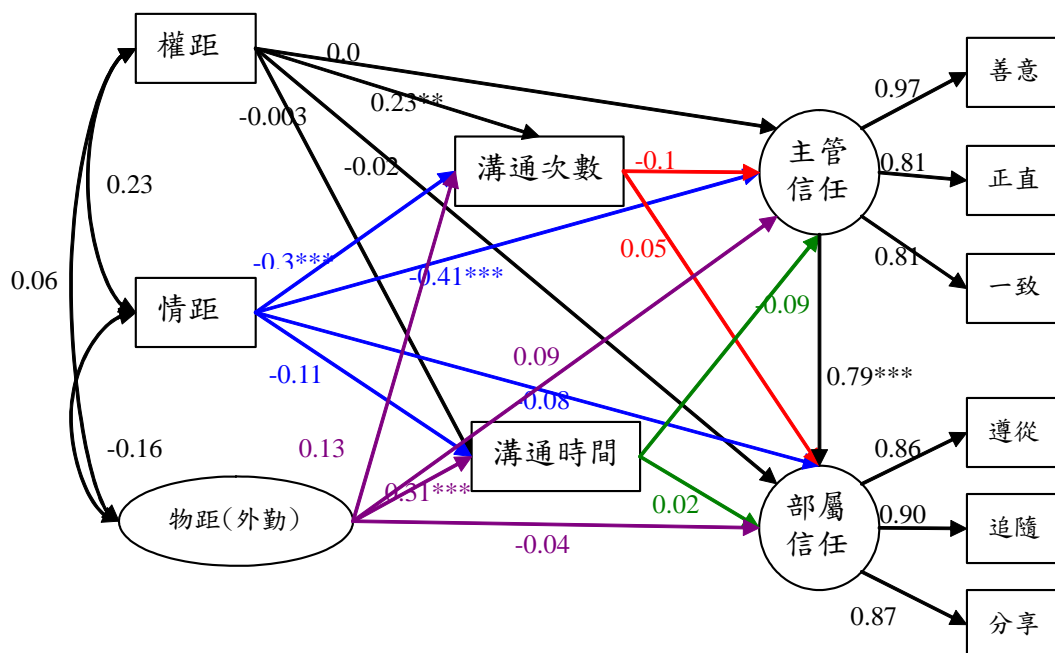 權距
0.0
善意
0.97
0.23**
-0.003
主管
信任
溝通次數
-0.1
0.81
正直
-0.02
0.23
0.05
0.81
-0.3***
-0.41***
0.06
情距
一致
-0.09
0.09
-0.11
0.79***
-0.08
溝通時間
遵從
0.86
-0.16
0.13
0.31***
0.02
物距(外勤)
部屬
信任
0.90
追隨
-0.04
0.87
分享